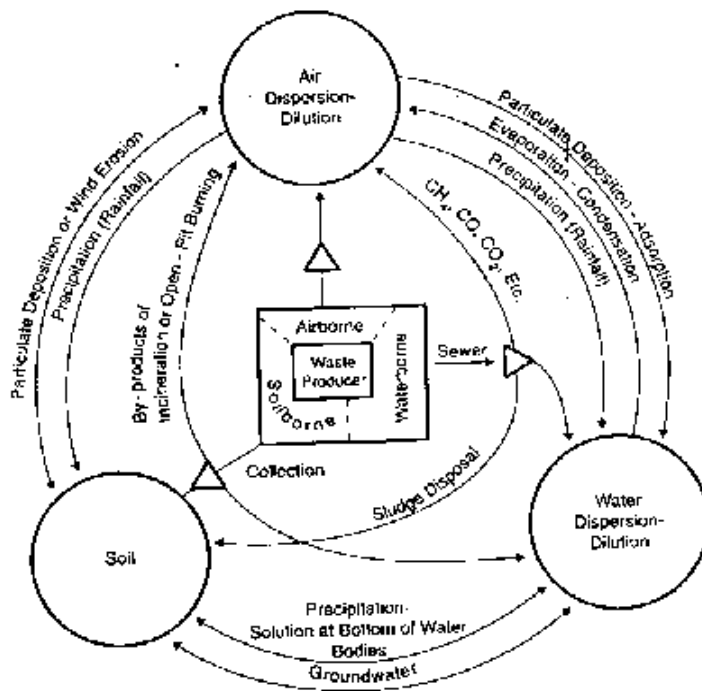 Air
Dispersion-
Dilution
Particulate Deposition or Wind Erosion
Precipitation (Rainfall)
By-products of
Incineration or Open-Pit Burning
CH₄, CO, CO₂, Etc.
Particulate Deposition - Adsorption
Evaporation - Condensation
Precipitation (Rainfall)
Airborne
Waste
Producer
Soilborne
Waterborne
Sewer
Collection
Sludge Disposal
Soil
Water
Dispersion-
Dilution
Precipitation-
Solution at Bottom of Water
Bodies
Groundwater